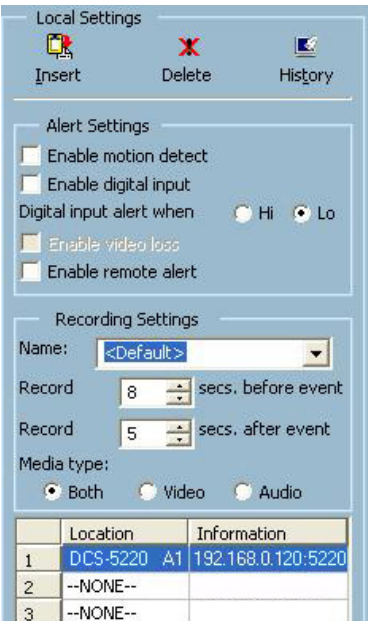 Local Settings
Insert Delete History
Alert Settings
Enable motion detect
Enable digital input
Digital input alert when Hi Lo
Enable video loss
Enable remote alert
Recording Settings
Name: <Default>
Record 8 secs. before event
Record 5 secs. after event
Media type:
Both Video Audio
Location Information
1 DCS-5220 A1 192.168.0.120:5220
2 --NONE--
3 --NONE--